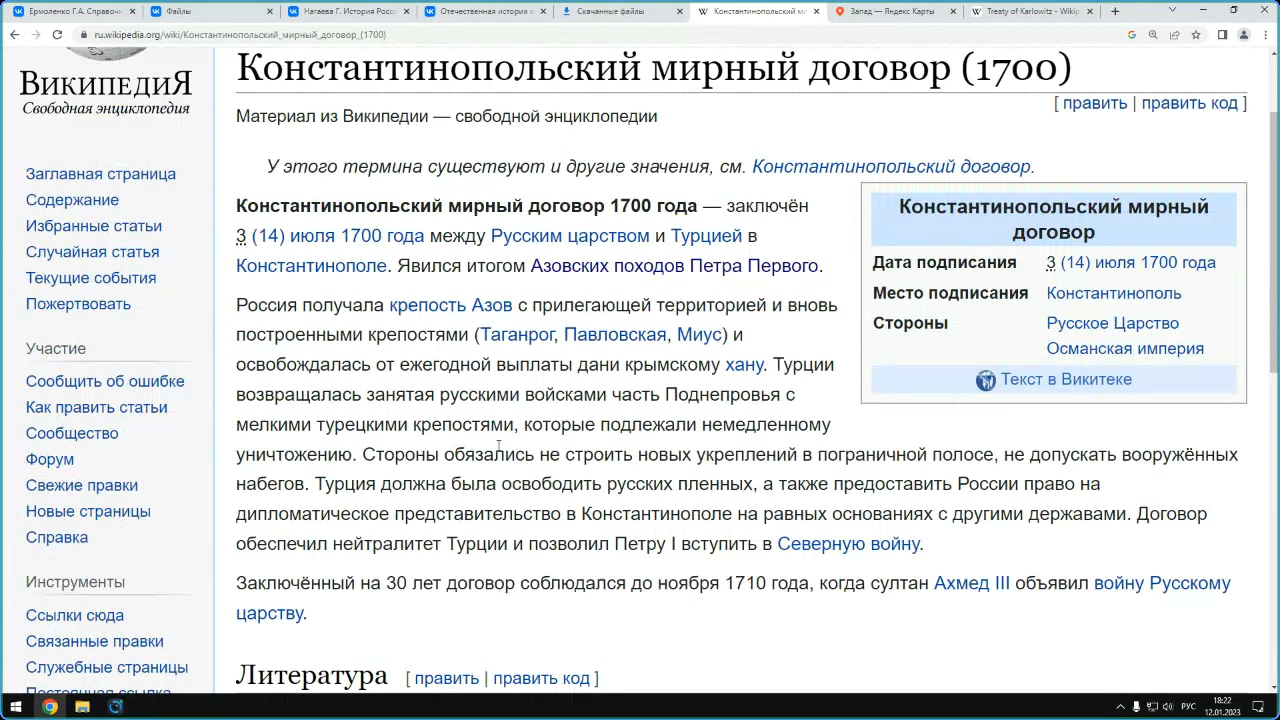 Ермоленко Г.А. Справочн
Файлы
Нагаева Г. История Росс
Отечественная история в
Скачанные файлы
Константинопольский ми
Запад — Яндекс Карты
Treaty of Karlowitz - Wikip
ru.wikipedia.org/wiki/Константинопольский_мирный_договор_(1700)
ВикипедиЯ
Свободная энциклопедия
Заглавная страница
Содержание
Избранные статьи
Случайная статья
Текущие события
Пожертвовать
Участие
Сообщить об ошибке
Как править статьи
Сообщество
Форум
Свежие правки
Новые страницы
Справка
Инструменты
Ссылки сюда
Связанные правки
Служебные страницы
Постоянная ссылка
Константинопольский мирный договор (1700)
[ править | править код ]
Материал из Википедии — свободной энциклопедии
У этого термина существуют и другие значения, см. Константинопольский договор.
Константинопольский мирный договор 1700 года — заключён
3 (14) июля 1700 года между Русским царством и Турцией в
Константинополе. Явился итогом Азовских походов Петра Первого.
Россия получала крепость Азов с прилегающей территорией и вновь
построенными крепостями (Таганрог, Павловская, Миус) и
освобождалась от ежегодной выплаты дани крымскому хану. Турции
возвращалась занятая русскими войсками часть Поднепровья с
мелкими турецкими крепостями, которые подлежали немедленному
уничтожению. Стороны обязались не строить новых укреплений в пограничной полосе, не допускать вооружённых
набегов. Турция должна была освободить русских пленных, а также предоставить России право на
дипломатическое представительство в Константинополе на равных основаниях с другими державами. Договор
обеспечил нейтралитет Турции и позволил Петру I вступить в Северную войну.
Заключённый на 30 лет договор соблюдался до ноября 1710 года, когда султан Ахмед III объявил войну Русскому
царству.
Литература [ править | править код ]
Константинопольский мирный
договор
Дата подписания 3 (14) июля 1700 года
Место подписания Константинополь
Стороны Русское Царство
Османская империя
Текст в Викитеке
РУС
18:22
12.01.2023